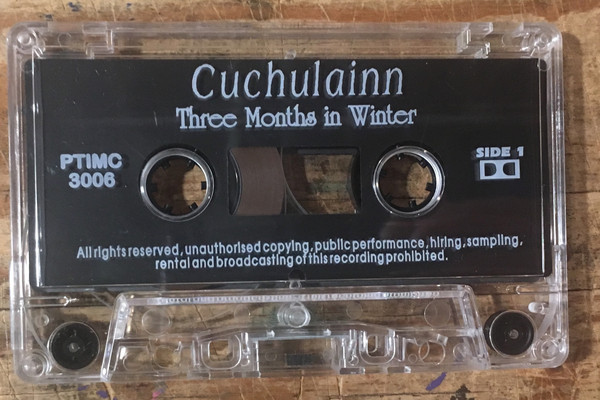 Cuchulainn
Three Months in Winter
PTIMC
3006
SIDE 1
All rights reserved, unauthorised copying, public performance, hiring, sampling,
rental and broadcasting of this recording prohibited.